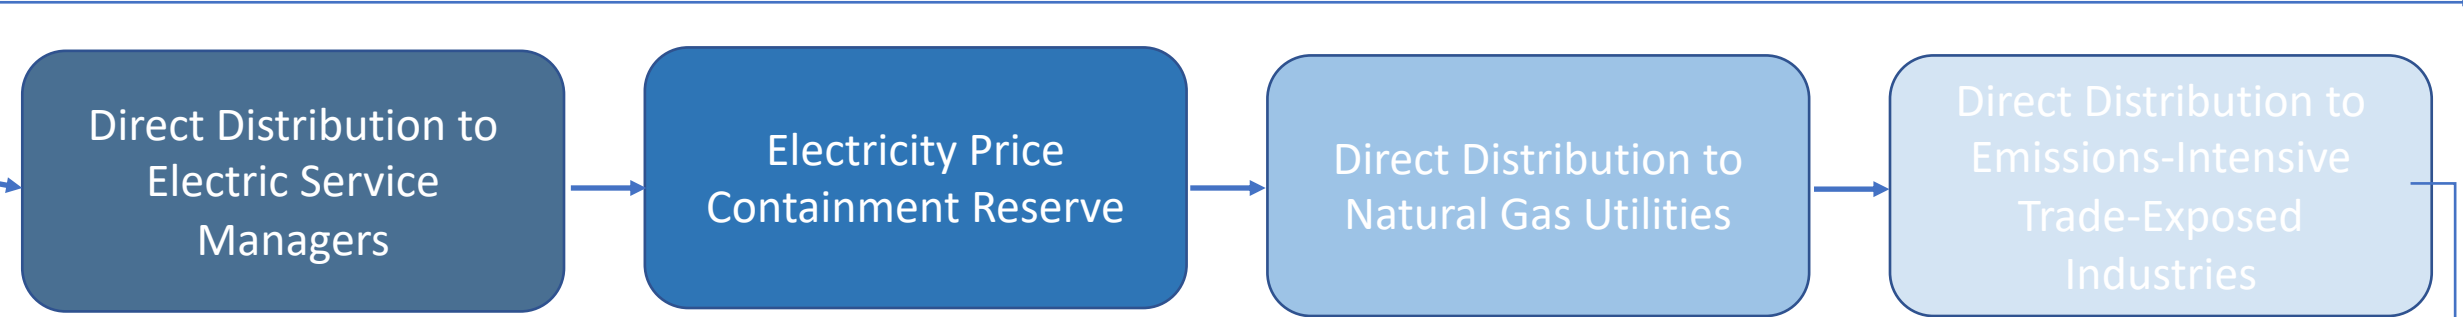 Direct Distribution to
Electric Service
Managers
Electricity Price
Containment Reserve
Direct Distribution to
Natural Gas Utilities
Direct Distribution to
Emissions-Intensive
Trade-Exposed
Industries